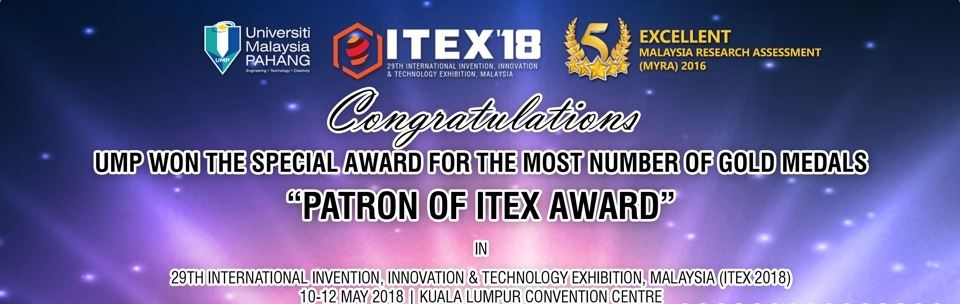 Universiti
Malaysia
PAHANG
Engineering • Technology • Creativity
UMP
ITEX'18
29TH INTERNATIONAL INVENTION, INNOVATION
& TECHNOLOGY EXHIBITION, MALAYSIA
5
EXCELLENT
MALAYSIA RESEARCH ASSESSMENT
(MYRA) 2016
Congratulations
UMP WON THE SPECIAL AWARD FOR THE MOST NUMBER OF GOLD MEDALS
“PATRON OF ITEX AWARD”
IN
29TH INTERNATIONAL INVENTION, INNOVATION & TECHNOLOGY EXHIBITION, MALAYSIA (ITEX 2018)
10-12 MAY 2018 | KUALA LUMPUR CONVENTION CENTRE